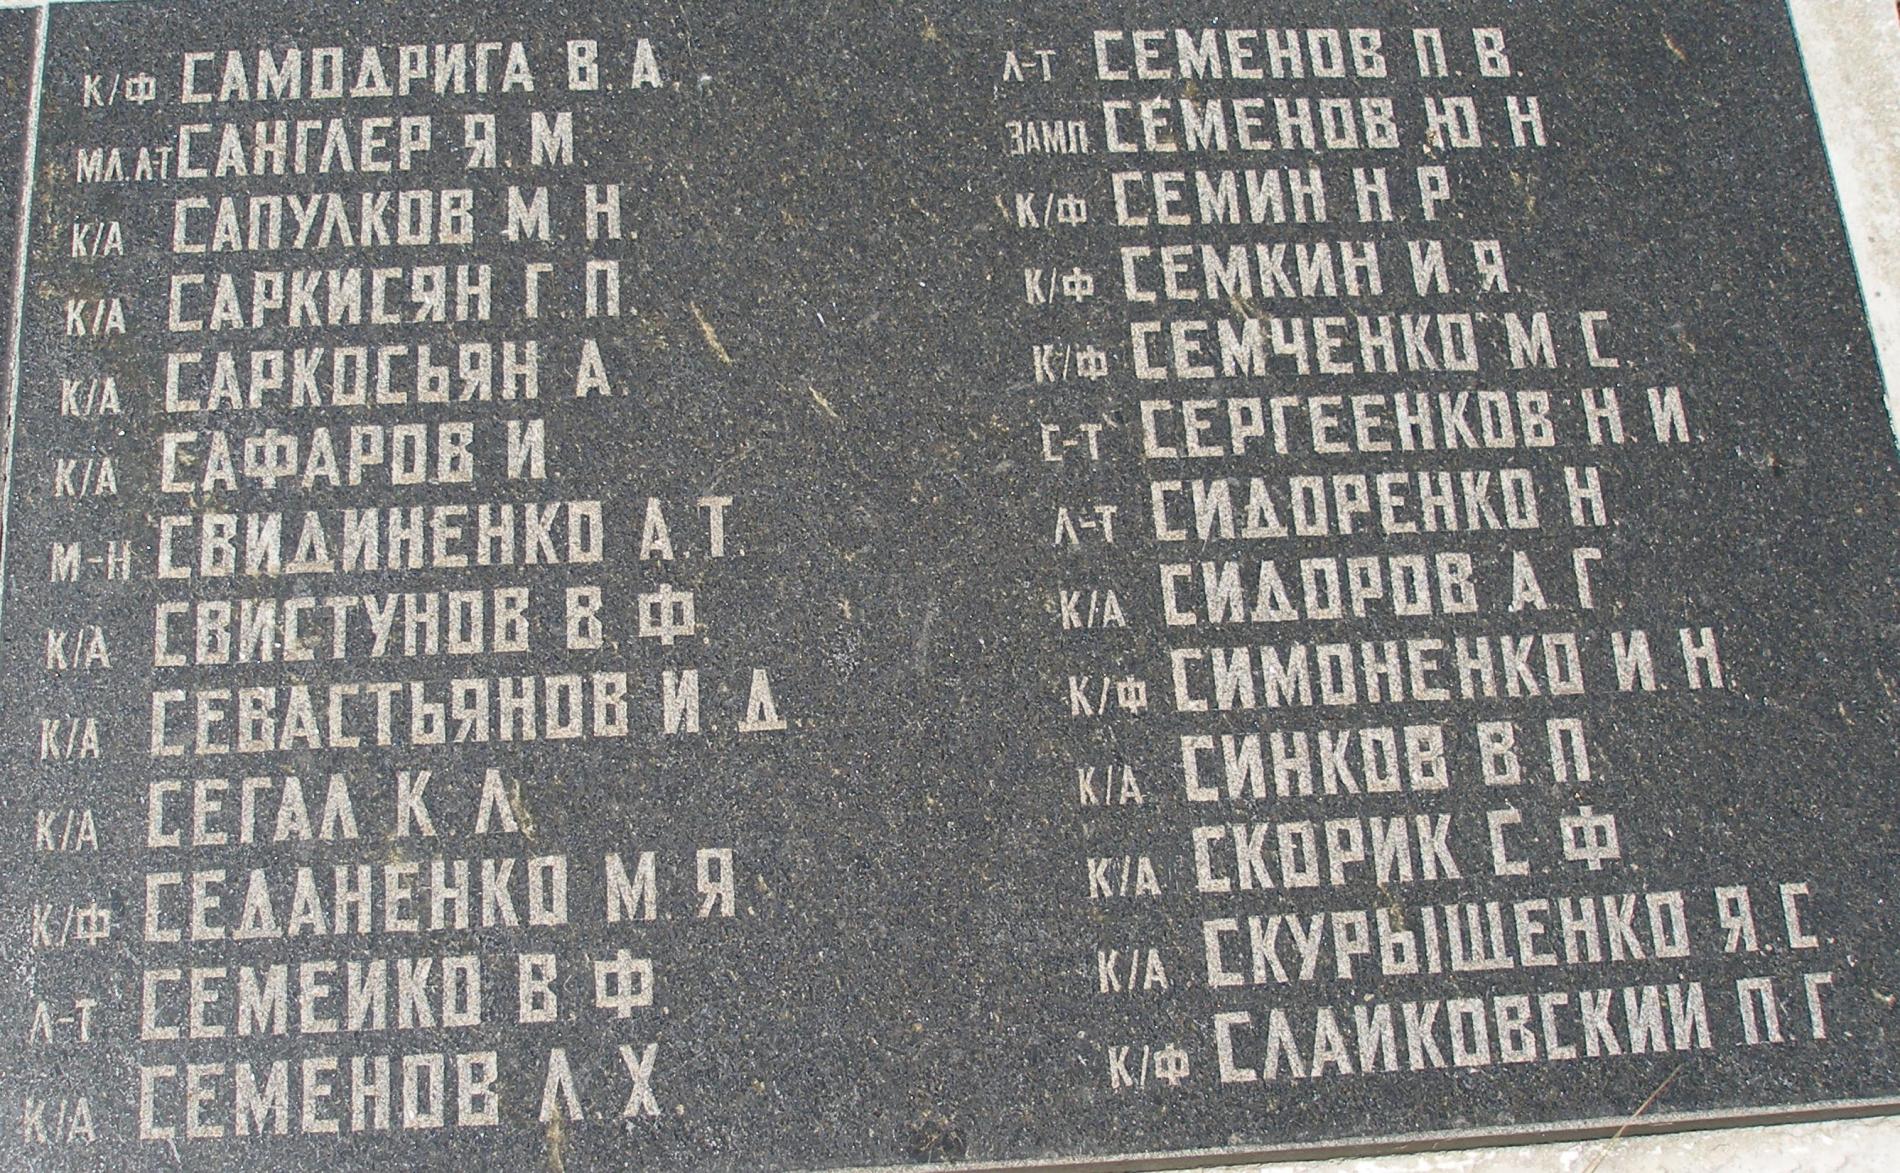 К/Ф САМОДРИГА В. А.
МЛ.ЛТ САНГЛЕР Я. М.
К/А САПУЛКОВ М. Н.
К/А САРКИСЯН Г. П.
К/А САРКОСЬЯН А.
К/А САФАРОВ И.
М-Н СВИДИНЕНКО А.Т.
К/А СВИСТУНОВ В. Ф.
К/А СЕВАСТЬЯНОВ И. Д.
К/А СЕГАЛ К. Л.
К/Ф СЕДАНЕНКО М. Я.
Л-Т СЕМЕЙКО В. Ф.
К/А СЕМЕНОВ Л. Х.
Л-Т СЕМЕНОВ П. В.
ЗАМП СЕМЕНОВ Ю. Н.
К/Ф СЕМИН Н. Р.
К/Ф СЕМКИН И. Я.
К/Ф СЕМЧЕНКО М. С.
С-Т СЕРГЕЕНКОВ Н. И.
Л-Т СИДОРЕНКО Н.
К/А СИДОРОВ А. Г.
К/Ф СИМОНЕНКО И. Н.
К/А СИНКОВ В. П.
К/А СКОРИК С. Ф.
К/А СКУРЫЩЕНКО Я. С.
К/Ф СЛАЙКОВСКИЙ П. Г.